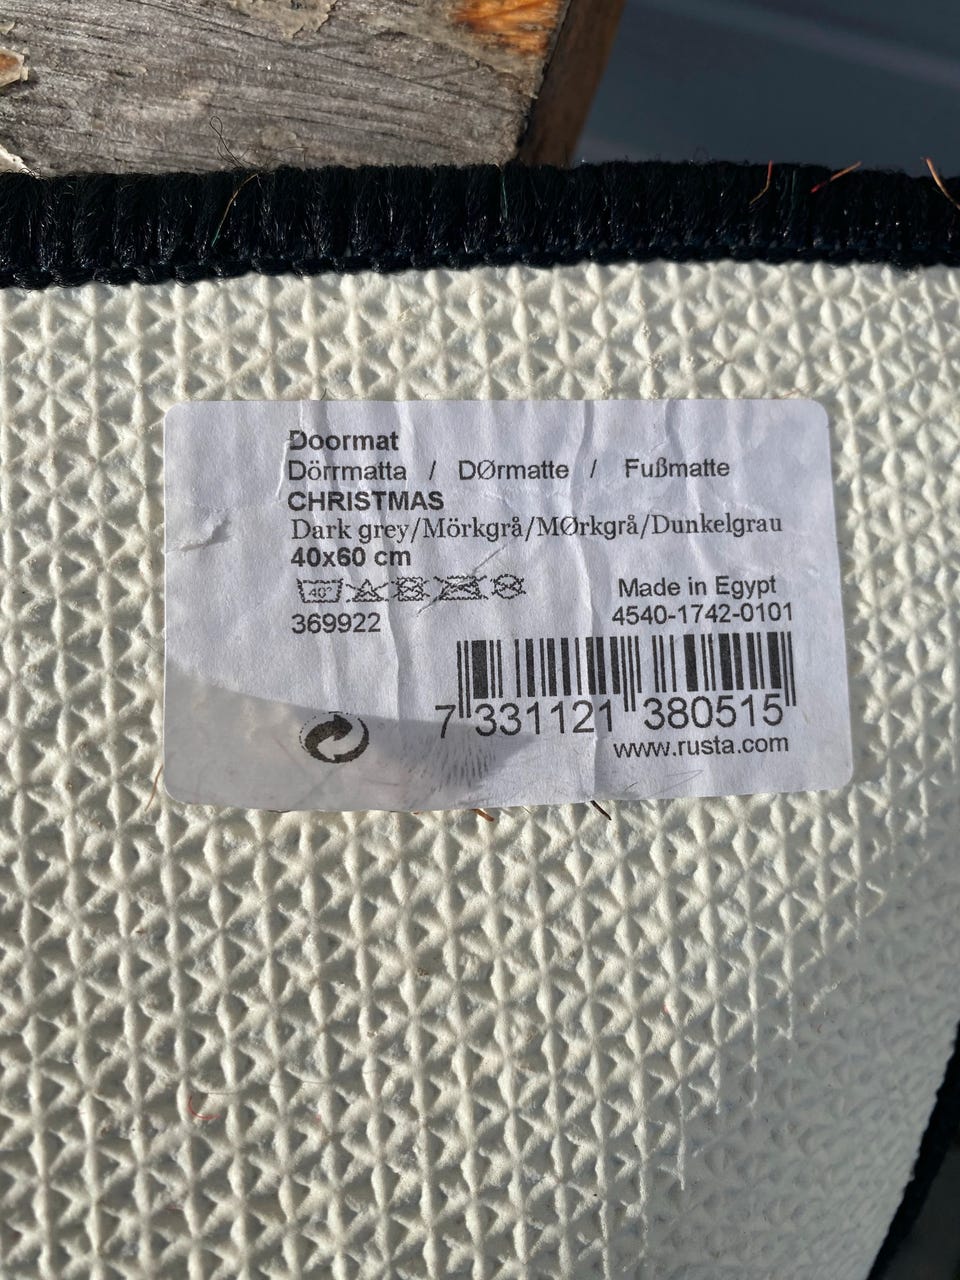 Doormat
Dörrmatta / DØrmatte / Fußmatte
CHRISTMAS
Dark grey/Mörkgrå/MØrkgrå/Dunkelgrau
40x60 cm
40°
Made in Egypt
369922
4540-1742-0101
7 331121 380515
www.rusta.com